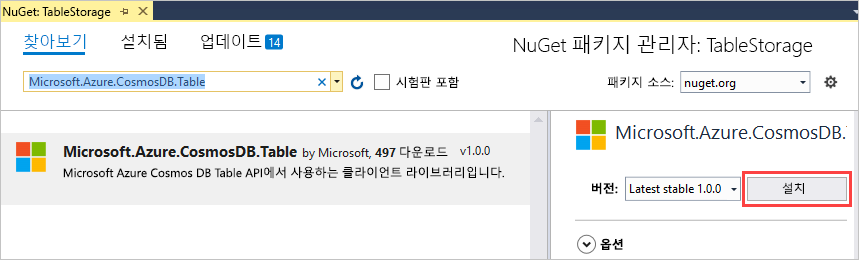 NuGet: TableStorage
찾아보기 설치됨 업데이트 14
NuGet 패키지 관리자: TableStorage
Microsoft.Azure.CosmosDB.Table
시험판 포함
패키지 소스: nuget.org
Microsoft.Azure.CosmosDB.Table by Microsoft, 497 다운로드 v1.0.0
Microsoft Azure Cosmos DB Table API에서 사용하는 클라이언트 라이브러리입니다.
Microsoft.Azure.CosmosDB.
버전: Latest stable 1.0.0 설치
옵션